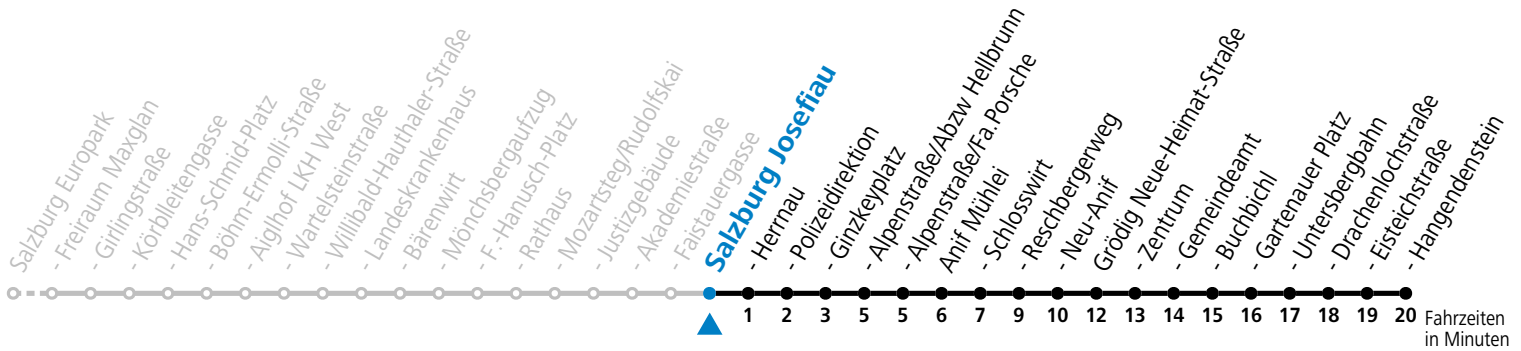 Salzburg Europark
- Freiraum Maxglan
- Girlingstraße
- Körblleitengasse
- Hans-Schmid-Platz
- Böhm-Ermolli-Straße
- Aiglhof LKH West
- Wartelsteinstraße
- Willibald-Hauthaler-Straße
- Landeskrankenhaus
- Bärenwirt
- Mönchsbergaufzug
- F.-Hanusch-Platz
- Rathaus
- Mozartsteg/Rudolfskai
- Justizgebäude
- Akademiestraße
- Faistauergasse
Salzburg Josefiau
- Herrnau
- Polizeidirektion
- Ginzkeyplatz
- Alpenstraße/Abzw Hellbrunn
- Alpenstraße/Fa.Porsche
Anif Mühlei
- Schlosswirt
- Reschbergerweg
- Neu-Anif
Grödig Neue-Heimat-Straße
- Zentrum
- Gemeindeamt
- Buchbichl
- Gartenauer Platz
- Untersbergbahn
- Drachenlochstraße
- Eisteichstraße
- Hangendenstein
1 2 3 5 5 6 7 9 10 12 13 14 15 16 17 18 19 20 Fahrzeiten
in Minuten